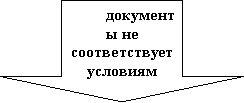 документ
ы не
соответствует
условиям